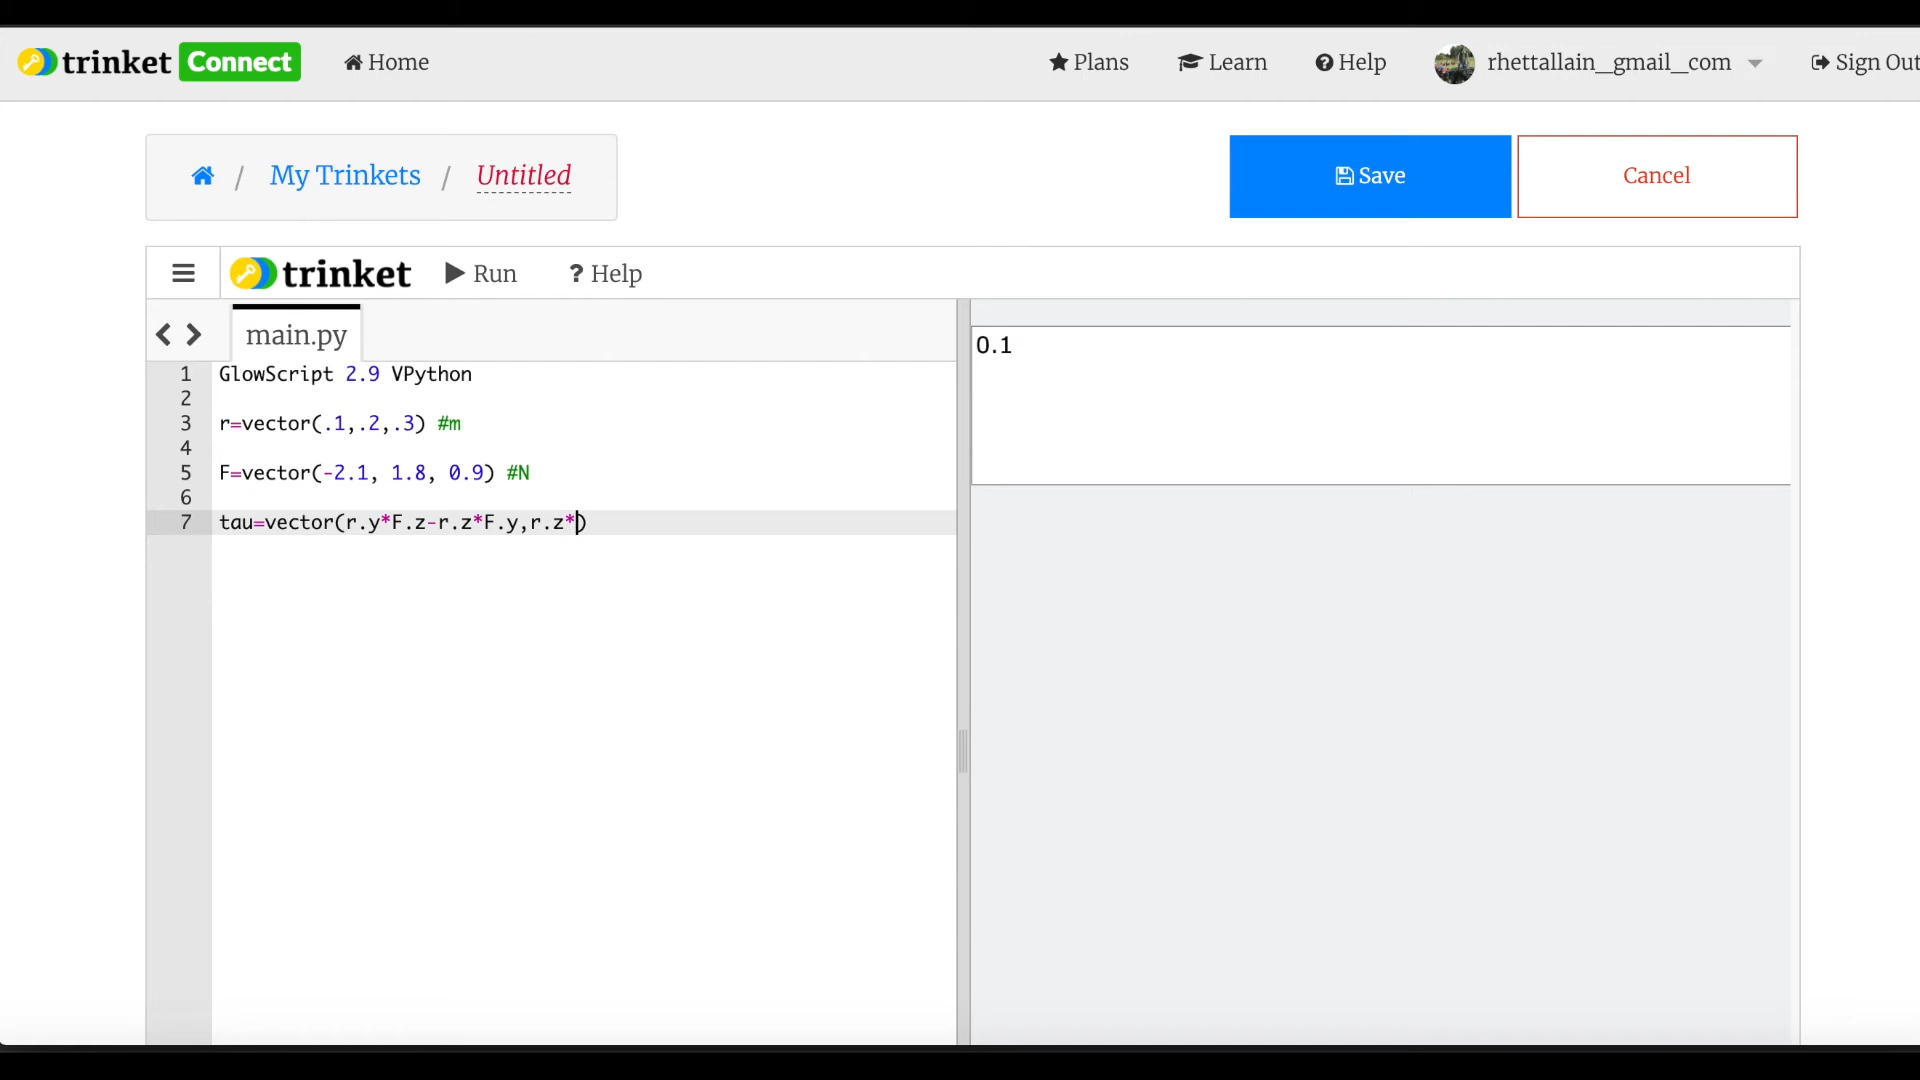 trinket Connect Home Plans Learn Help rhettallain_gmail_com Sign Out
/ My Trinkets / Untitled Save Cancel
trinket Run ? Help
main.py
0.1
1 GlowScript 2.9 VPython
2
3 r=vector(.1,.2,.3) #m
4
5 F=vector(-2.1, 1.8, 0.9) #N
6
7 tau=vector(r.y*F.z-r.z*F.y,r.z*)